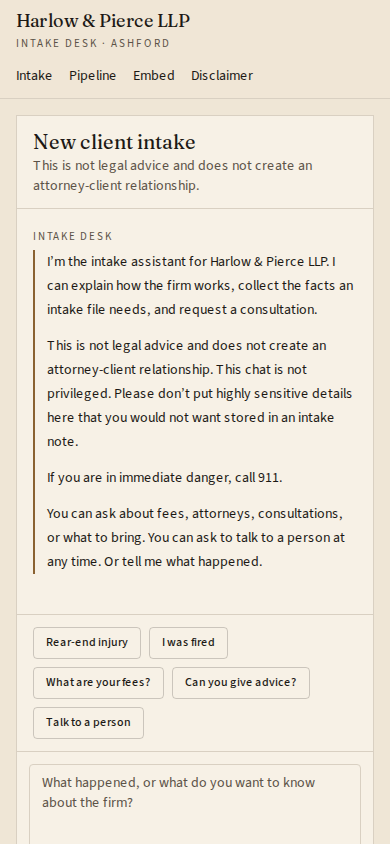 Harlow & Pierce LLP
INTAKE DESK · ASHFORD
Intake Pipeline Embed Disclaimer
New client intake
This is not legal advice and does not create an
attorney-client relationship.
INTAKE DESK
I’m the intake assistant for Harlow & Pierce LLP. I
can explain how the firm works, collect the facts an
intake file needs, and request a consultation.
This is not legal advice and does not create an
attorney-client relationship. This chat is not
privileged. Please don’t put highly sensitive details
here that you would not want stored in an intake
note.
If you are in immediate danger, call 911.
You can ask about fees, attorneys, consultations,
or what to bring. You can ask to talk to a person at
any time. Or tell me what happened.
Rear-end injury
I was fired
What are your fees?
Can you give advice?
Talk to a person
What happened, or what do you want to know
about the firm?